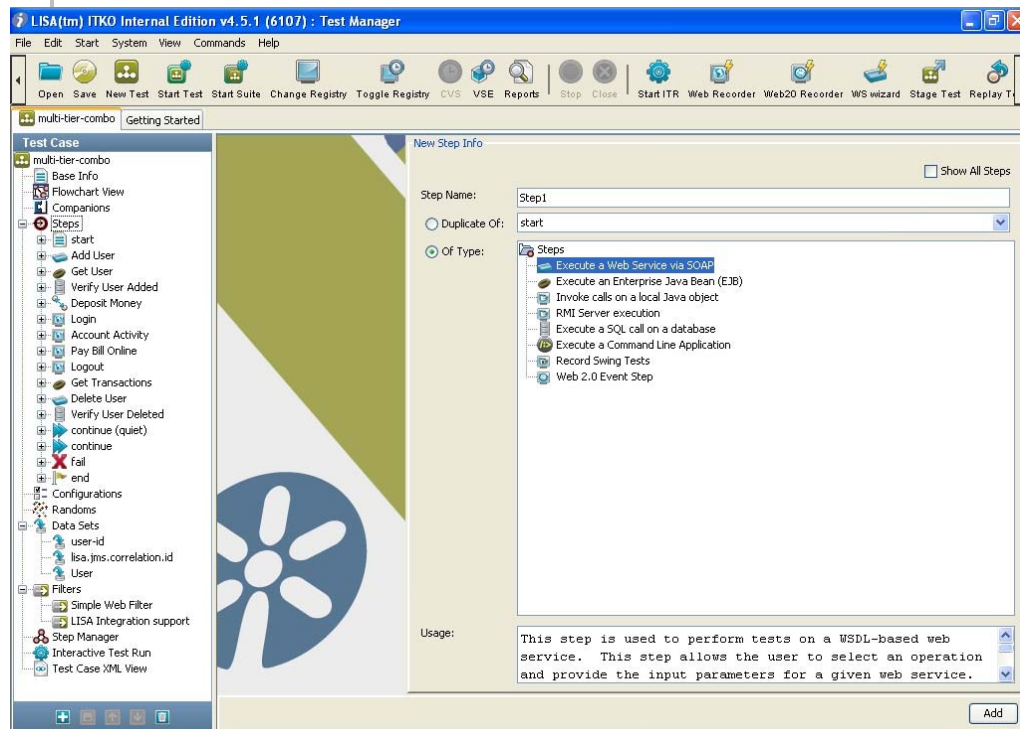 LISA(tm) ITKO Internal Edition v4.5.1 (6107) : Test Manager
File Edit Start System View Commands Help
Open Save New Test Start Test Start Suite Change Registry Toggle Registry CVS VSE Reports Stop Close Start ITR Web Recorder Web20 Recorder WS wizard Stage Test Replay T
multi-tier-combo Getting Started
Test Case
multi-tier-combo
Base Info
Flowchart View
Companions
Steps
start
Add User
Get User
Verify User Added
Deposit Money
Login
Account Activity
Pay Bill Online
Logout
Get Transactions
Delete User
Verify User Deleted
continue (quiet)
continue
fail
end
Configurations
Randoms
Data Sets
user-id
lisa.jms.correlation.id
User
Filters
Simple Web Filter
LISA Integration support
Step Manager
Interactive Test Run
Test Case XML View
New Step Info
Show All Steps
Step Name: Step1
Duplicate Of: start
Of Type: Steps
Execute a Web Service via SOAP
Execute an Enterprise Java Bean (EJB)
Invoke calls on a local Java object
RMI Server execution
Execute a SQL call on a database
Execute a Command Line Application
Record Swing Tests
Web 2.0 Event Step
Usage: This step is used to perform tests on a WSDL-based web
service. This step allows the user to select an operation
and provide the input parameters for a given web service.
Add